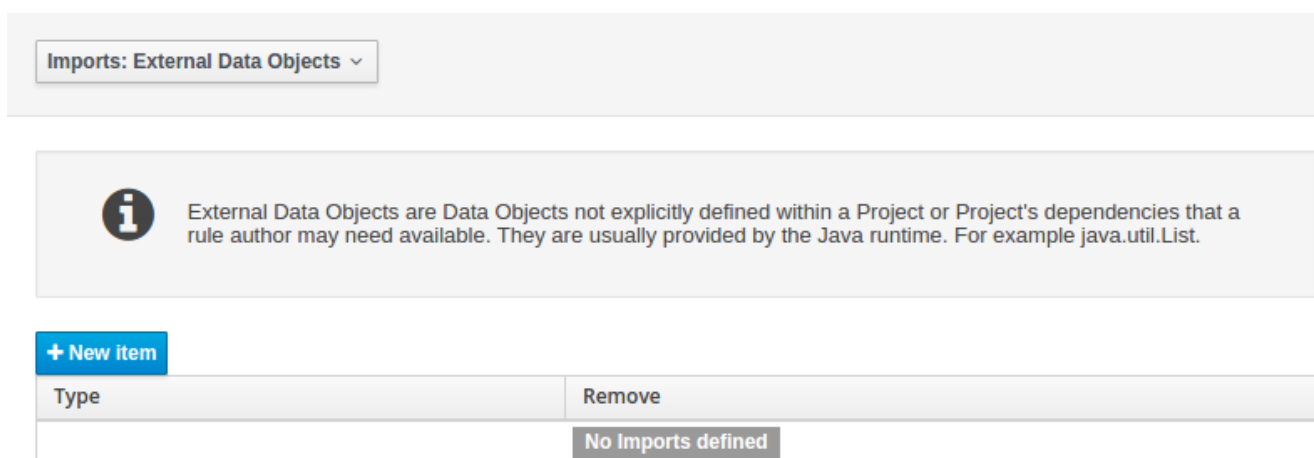 Imports: External Data Objects
External Data Objects are Data Objects not explicitly defined within a Project or Project's dependencies that a
rule author may need available. They are usually provided by the Java runtime. For example java.util.List.
+ New item
Type Remove
No Imports defined